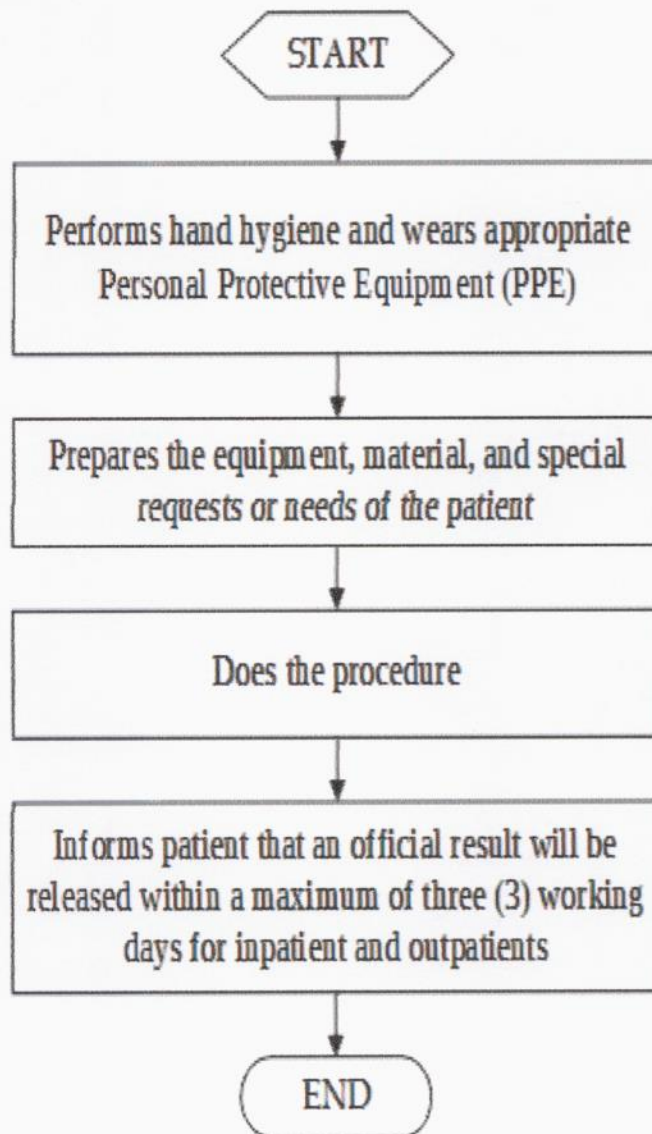 START
Performs hand hygiene and wears appropriate
Personal Protective Equipment (PPE)
Prepares the equipment, material, and special
requests or needs of the patient
Does the procedure
Informs patient that an official result will be
released within a maximum of three (3) working
days for inpatient and outpatients
END